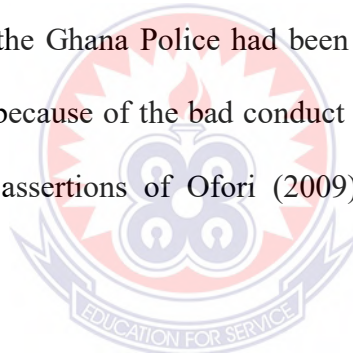 the Ghana Police had been
because of the bad conduct
assertions of Ofori (2009)
EDUCATION FOR SERVICE